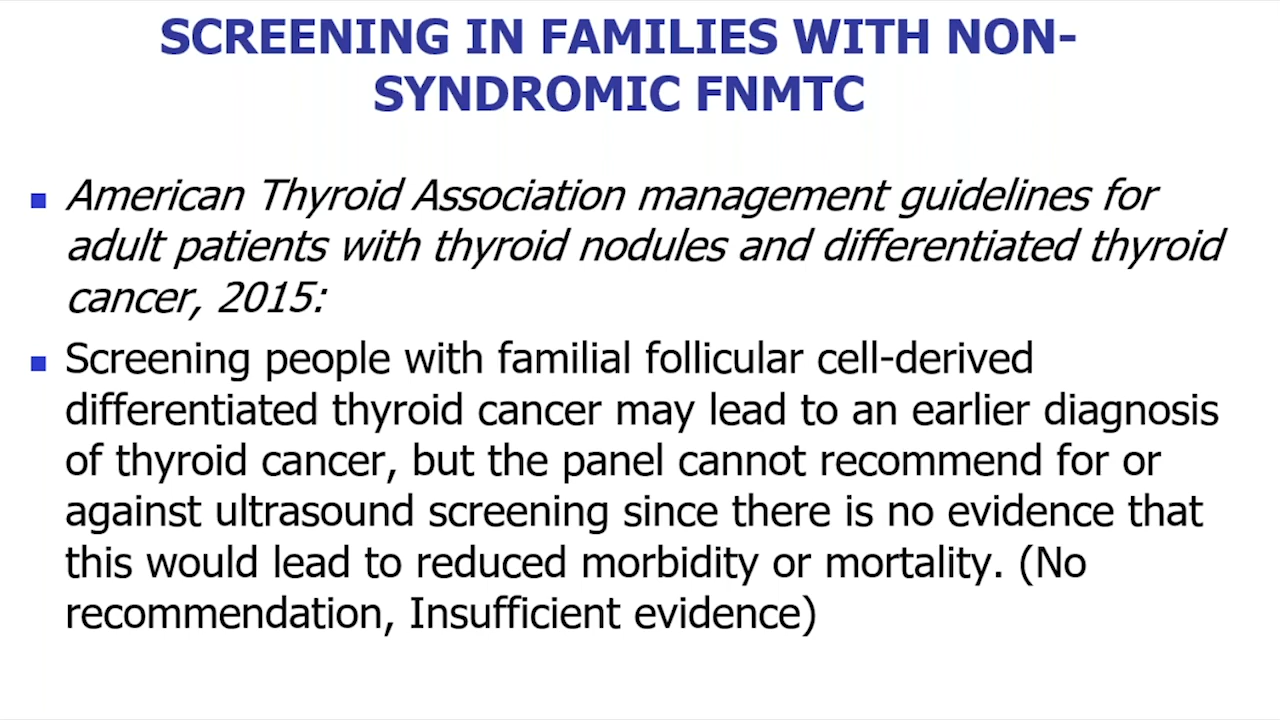 SCREENING IN FAMILIES WITH NON-
SYNDROMIC FNMTC
American Thyroid Association management guidelines for
adult patients with thyroid nodules and differentiated thyroid
cancer, 2015:
Screening people with familial follicular cell-derived
differentiated thyroid cancer may lead to an earlier diagnosis
of thyroid cancer, but the panel cannot recommend for or
against ultrasound screening since there is no evidence that
this would lead to reduced morbidity or mortality. (No
recommendation, Insufficient evidence)